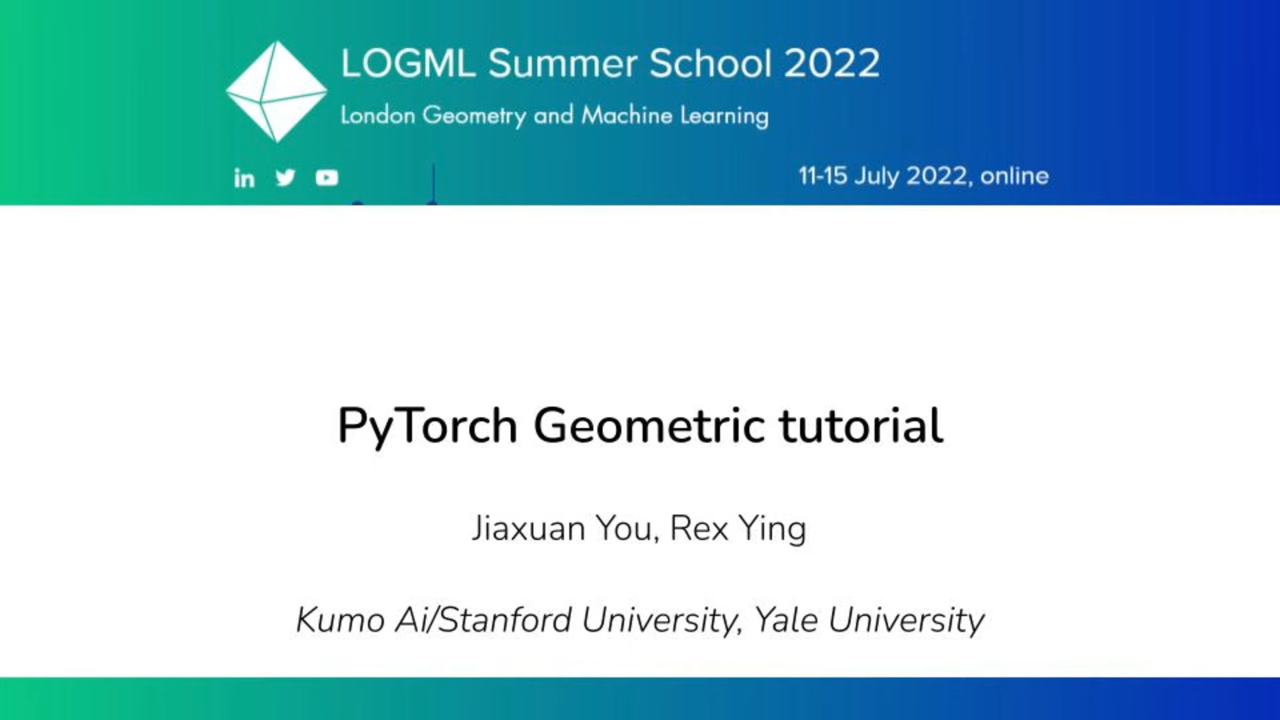 LOGML Summer School 2022
London Geometry and Machine Learning
in
11-15 July 2022, online
PyTorch Geometric tutorial
Jiaxuan You, Rex Ying
Kumo Ai/Stanford University, Yale University